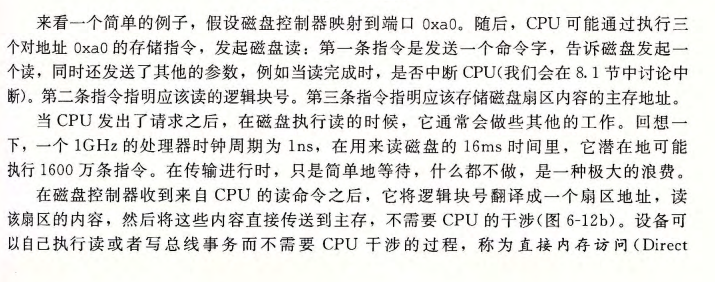 来看一个简单的例子，假设磁盘控制器映射到端口 0xa0。随后，CPU 可能通过执行三
个对地址 0xa0 的存储指令，发起磁盘读：第一条指令是发送一个命令字，告诉磁盘发起一
个读，同时还发送了其他的参数，例如当读完成时，是否中断 CPU(我们会在 8.1 节中讨论中
断)。第二条指令指明应该读的逻辑块号。第三条指令指明应该存储磁盘扇区内容的主存地址。
当 CPU 发出了请求之后，在磁盘执行读的时候，它通常会做些其他的工作。回想一
下，一个 1GHz 的处理器时钟周期为 1ns，在用来读磁盘的 16ms 时间里，它潜在地可能
执行 1600 万条指令。在传输进行时，只是简单地等待，什么都不做，是一种极大的浪费。
在磁盘控制器收到来自 CPU 的读命令之后，它将逻辑块号翻译成一个扇区地址，读
该扇区的内容，然后将这些内容直接传送到主存，不需要 CPU 的干涉(图 6-12b)。设备可
以自己执行读或者写总线事务而不需要 CPU 干涉的过程，称为直接内存访问(Direct